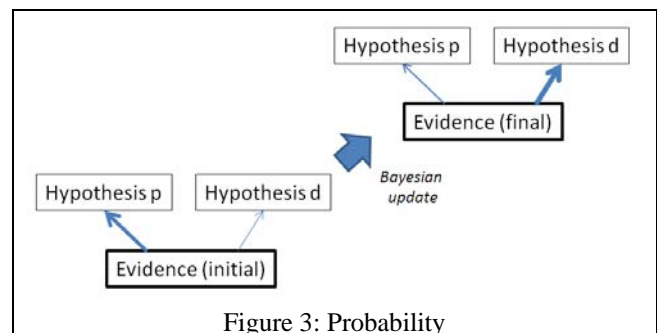 Hypothesis p Hypothesis d
Evidence (final)
Bayesian
update
Hypothesis p Hypothesis d
Evidence (initial)
Figure 3: Probability